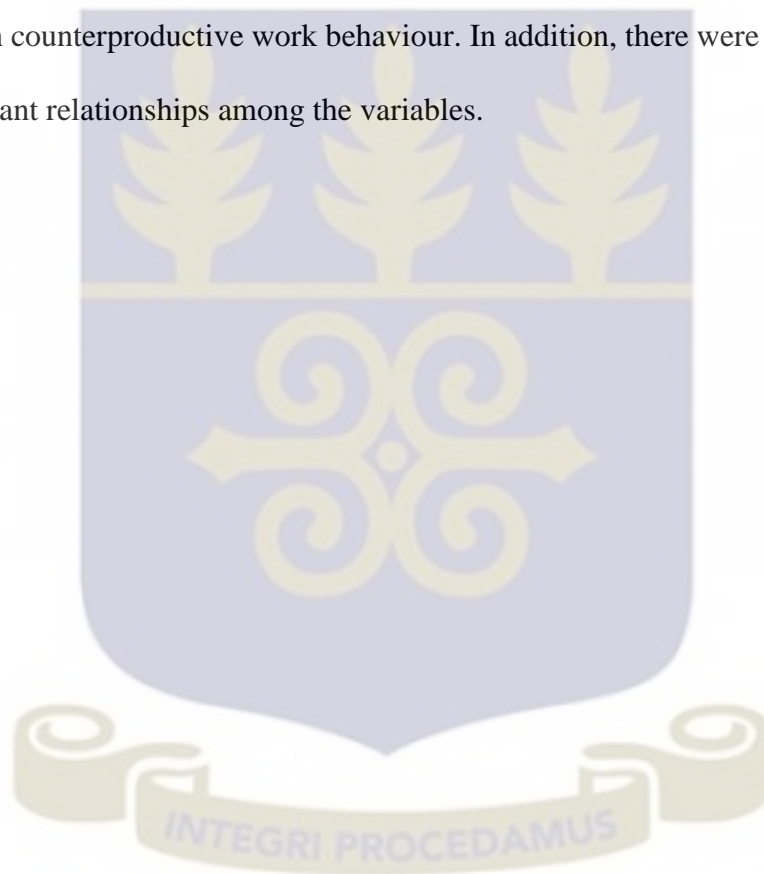 counterproductive work behaviour. In addition, there were
ant relationships among the variables.
INTEGRI PROCEDAMUS